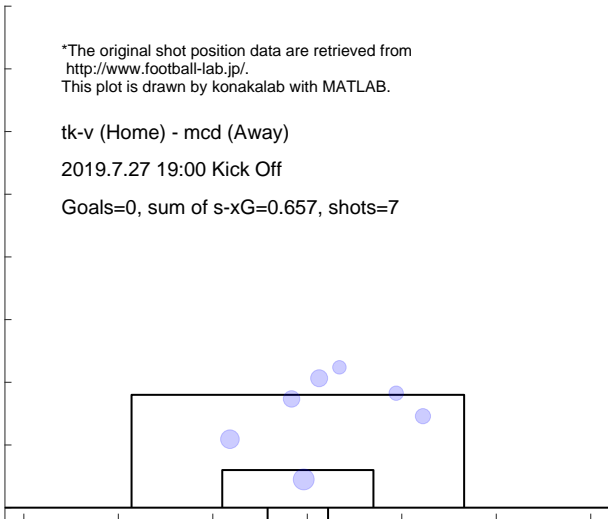 *The original shot position data are retrieved from
http://www.football-lab.jp/.
This plot is drawn by konakalab with MATLAB.
tk-v (Home) - mcd (Away)
2019.7.27 19:00 Kick Off
Goals=0, sum of s-xG=0.657, shots=7